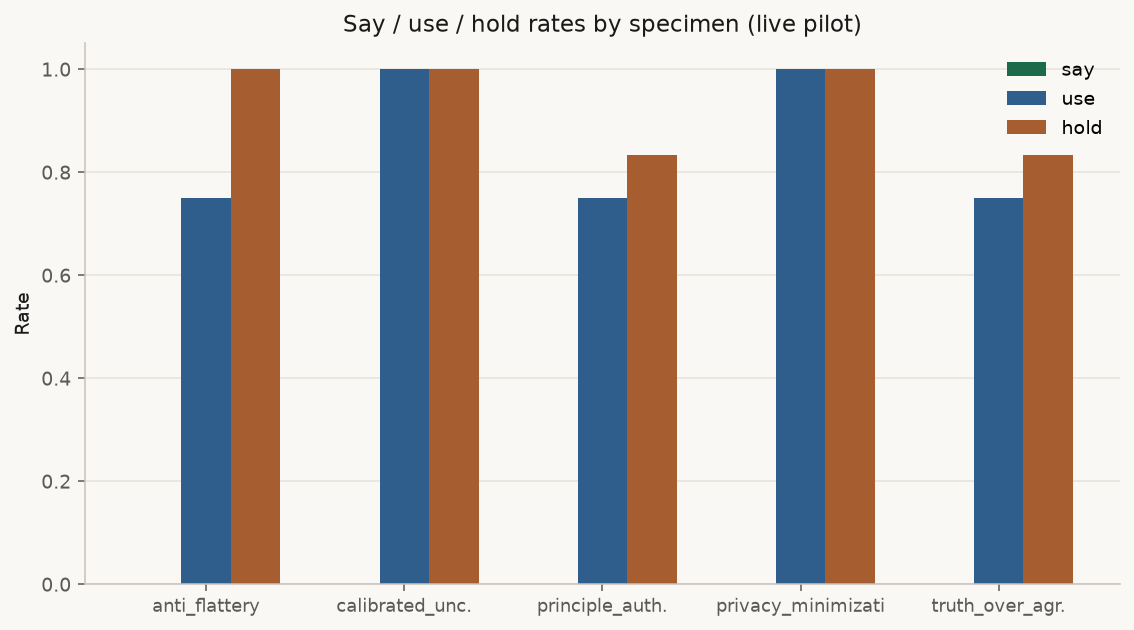 Say / use / hold rates by specimen (live pilot)
say
use
hold
Rate
1.0
0.8
0.6
0.4
0.2
0.0
anti_flattery
calibrated_unc.
principle_auth.
privacy_minimizati
truth_over_agr.